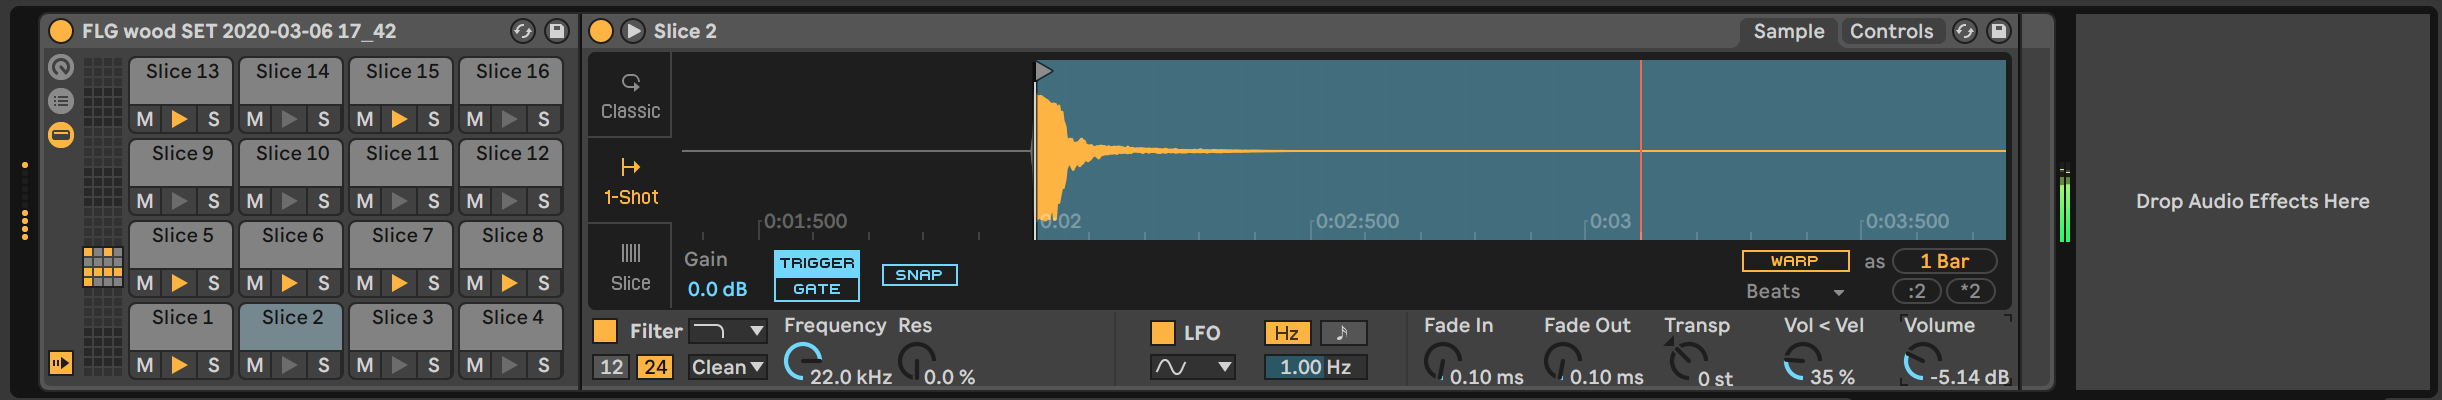 FLG wood SET 2020-03-06 17_42
Slice 13 Slice 14 Slice 15 Slice 16
M S M S M S M S
Slice 9 Slice 10 Slice 11 Slice 12
M S M S M S M S
Slice 5 Slice 6 Slice 7 Slice 8
M S M S M S M S
Slice 1 Slice 2 Slice 3 Slice 4
M S M S M S M S
Slice 2 Sample Controls
Classic
1-Shot
Slice
0:01:500 0:02 0:02:500 0:03 0:03:500
Gain
0.0 dB
TRIGGER
GATE
SNAP
WARP as 1 Bar
Beats :2 *2
Filter Frequency Res LFO Hz Fade In Fade Out Transp Vol < Vel Volume
12 24 Clean 22.0 kHz 0.0 % 1.00 Hz 0.10 ms 0.10 ms 0 st 35 % -5.14 dB
Drop Audio Effects Here